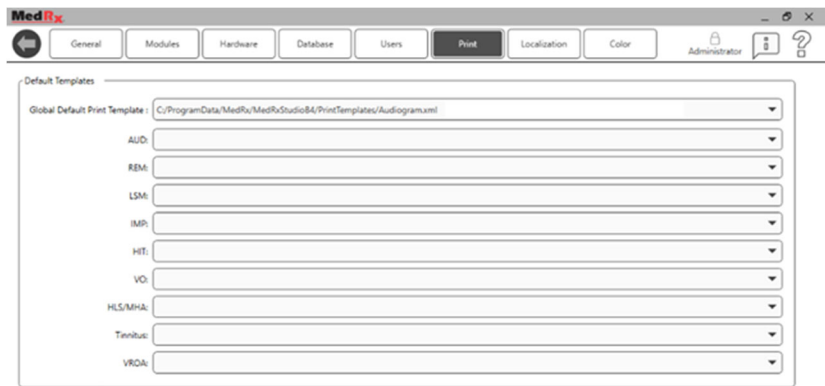 MedRx
General Modules Hardware Database Users Print Localization Color Administrator
Default Templates
Global Default Print Template : C:/ProgramData/MedRx/MedRxStudio84/PrintTemplates/Audiogram.xml
AUD:
REM:
LSM:
IMP:
HIT:
VO:
HLS/MHA:
Tinnitus:
VROA: